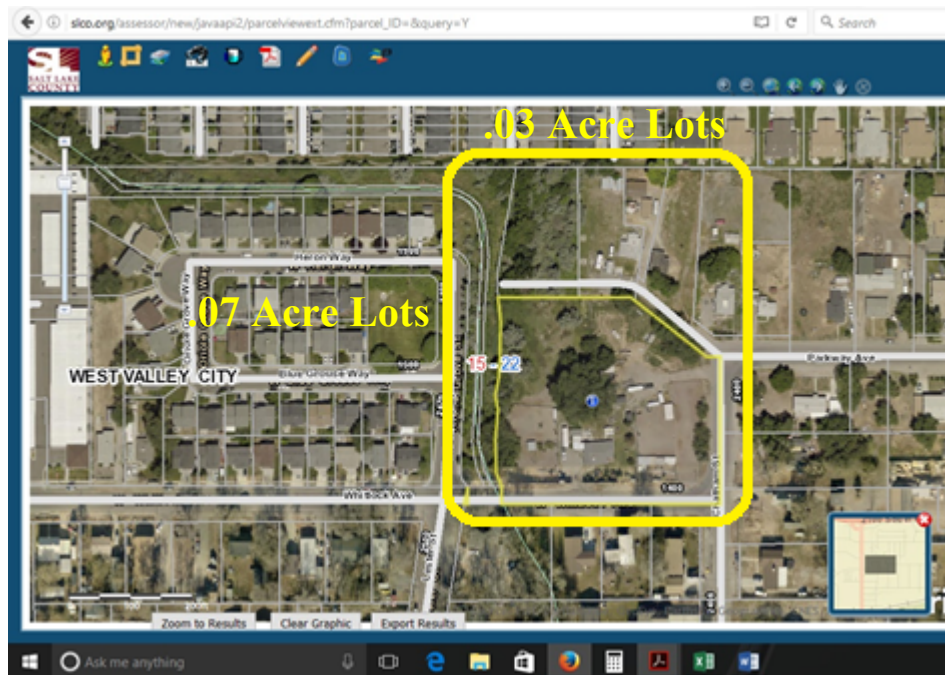 slco.org/assessor/new/javaapi2/parcelviewext.cfm?parcel_ID=&query=Y
Search
SL
SALT LAKE
COUNTY
.03 Acre Lots
Heron Way
.07 Acre Lots
WEST VALLEY CITY
Blue Grouse Way
15 - 22
Parkway Ave
2400
1400
Whitlock Ave
Zoom to Results
Clear Graphic
Export Results
Ask me anything